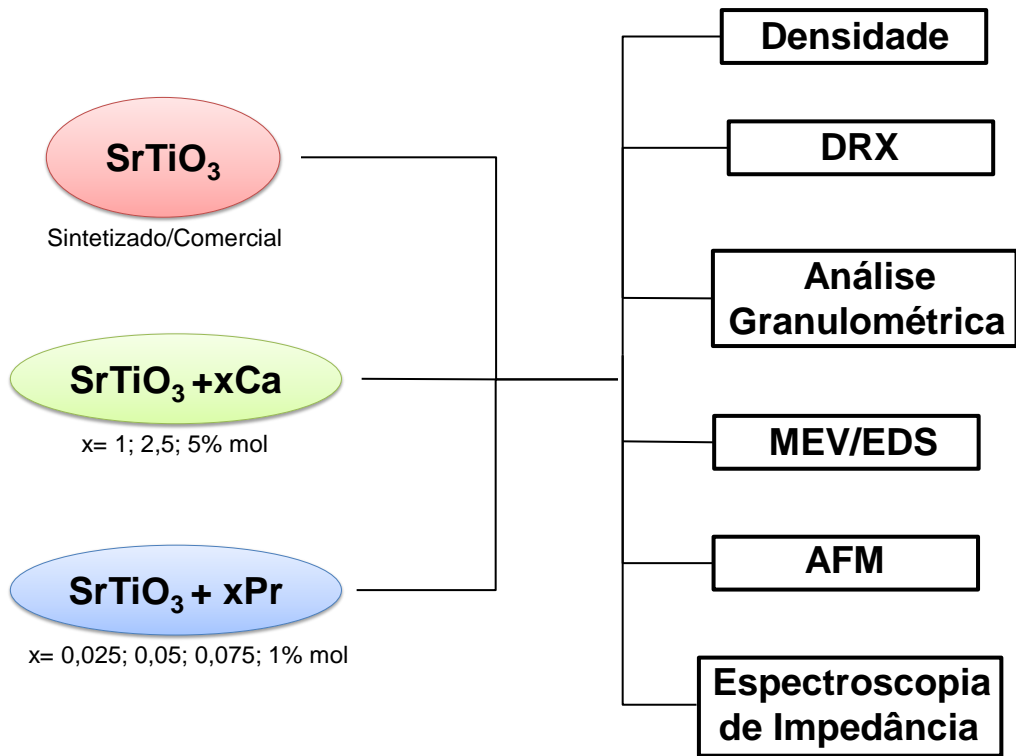 SrTiO₃
Sintetizado/Comercial
SrTiO₃ +xCa
x= 1; 2,5; 5% mol
SrTiO₃ + xPr
x= 0,025; 0,05; 0,075; 1% mol
Densidade
DRX
Análise
Granulométrica
MEV/EDS
AFM
Espectroscopia
de Impedância